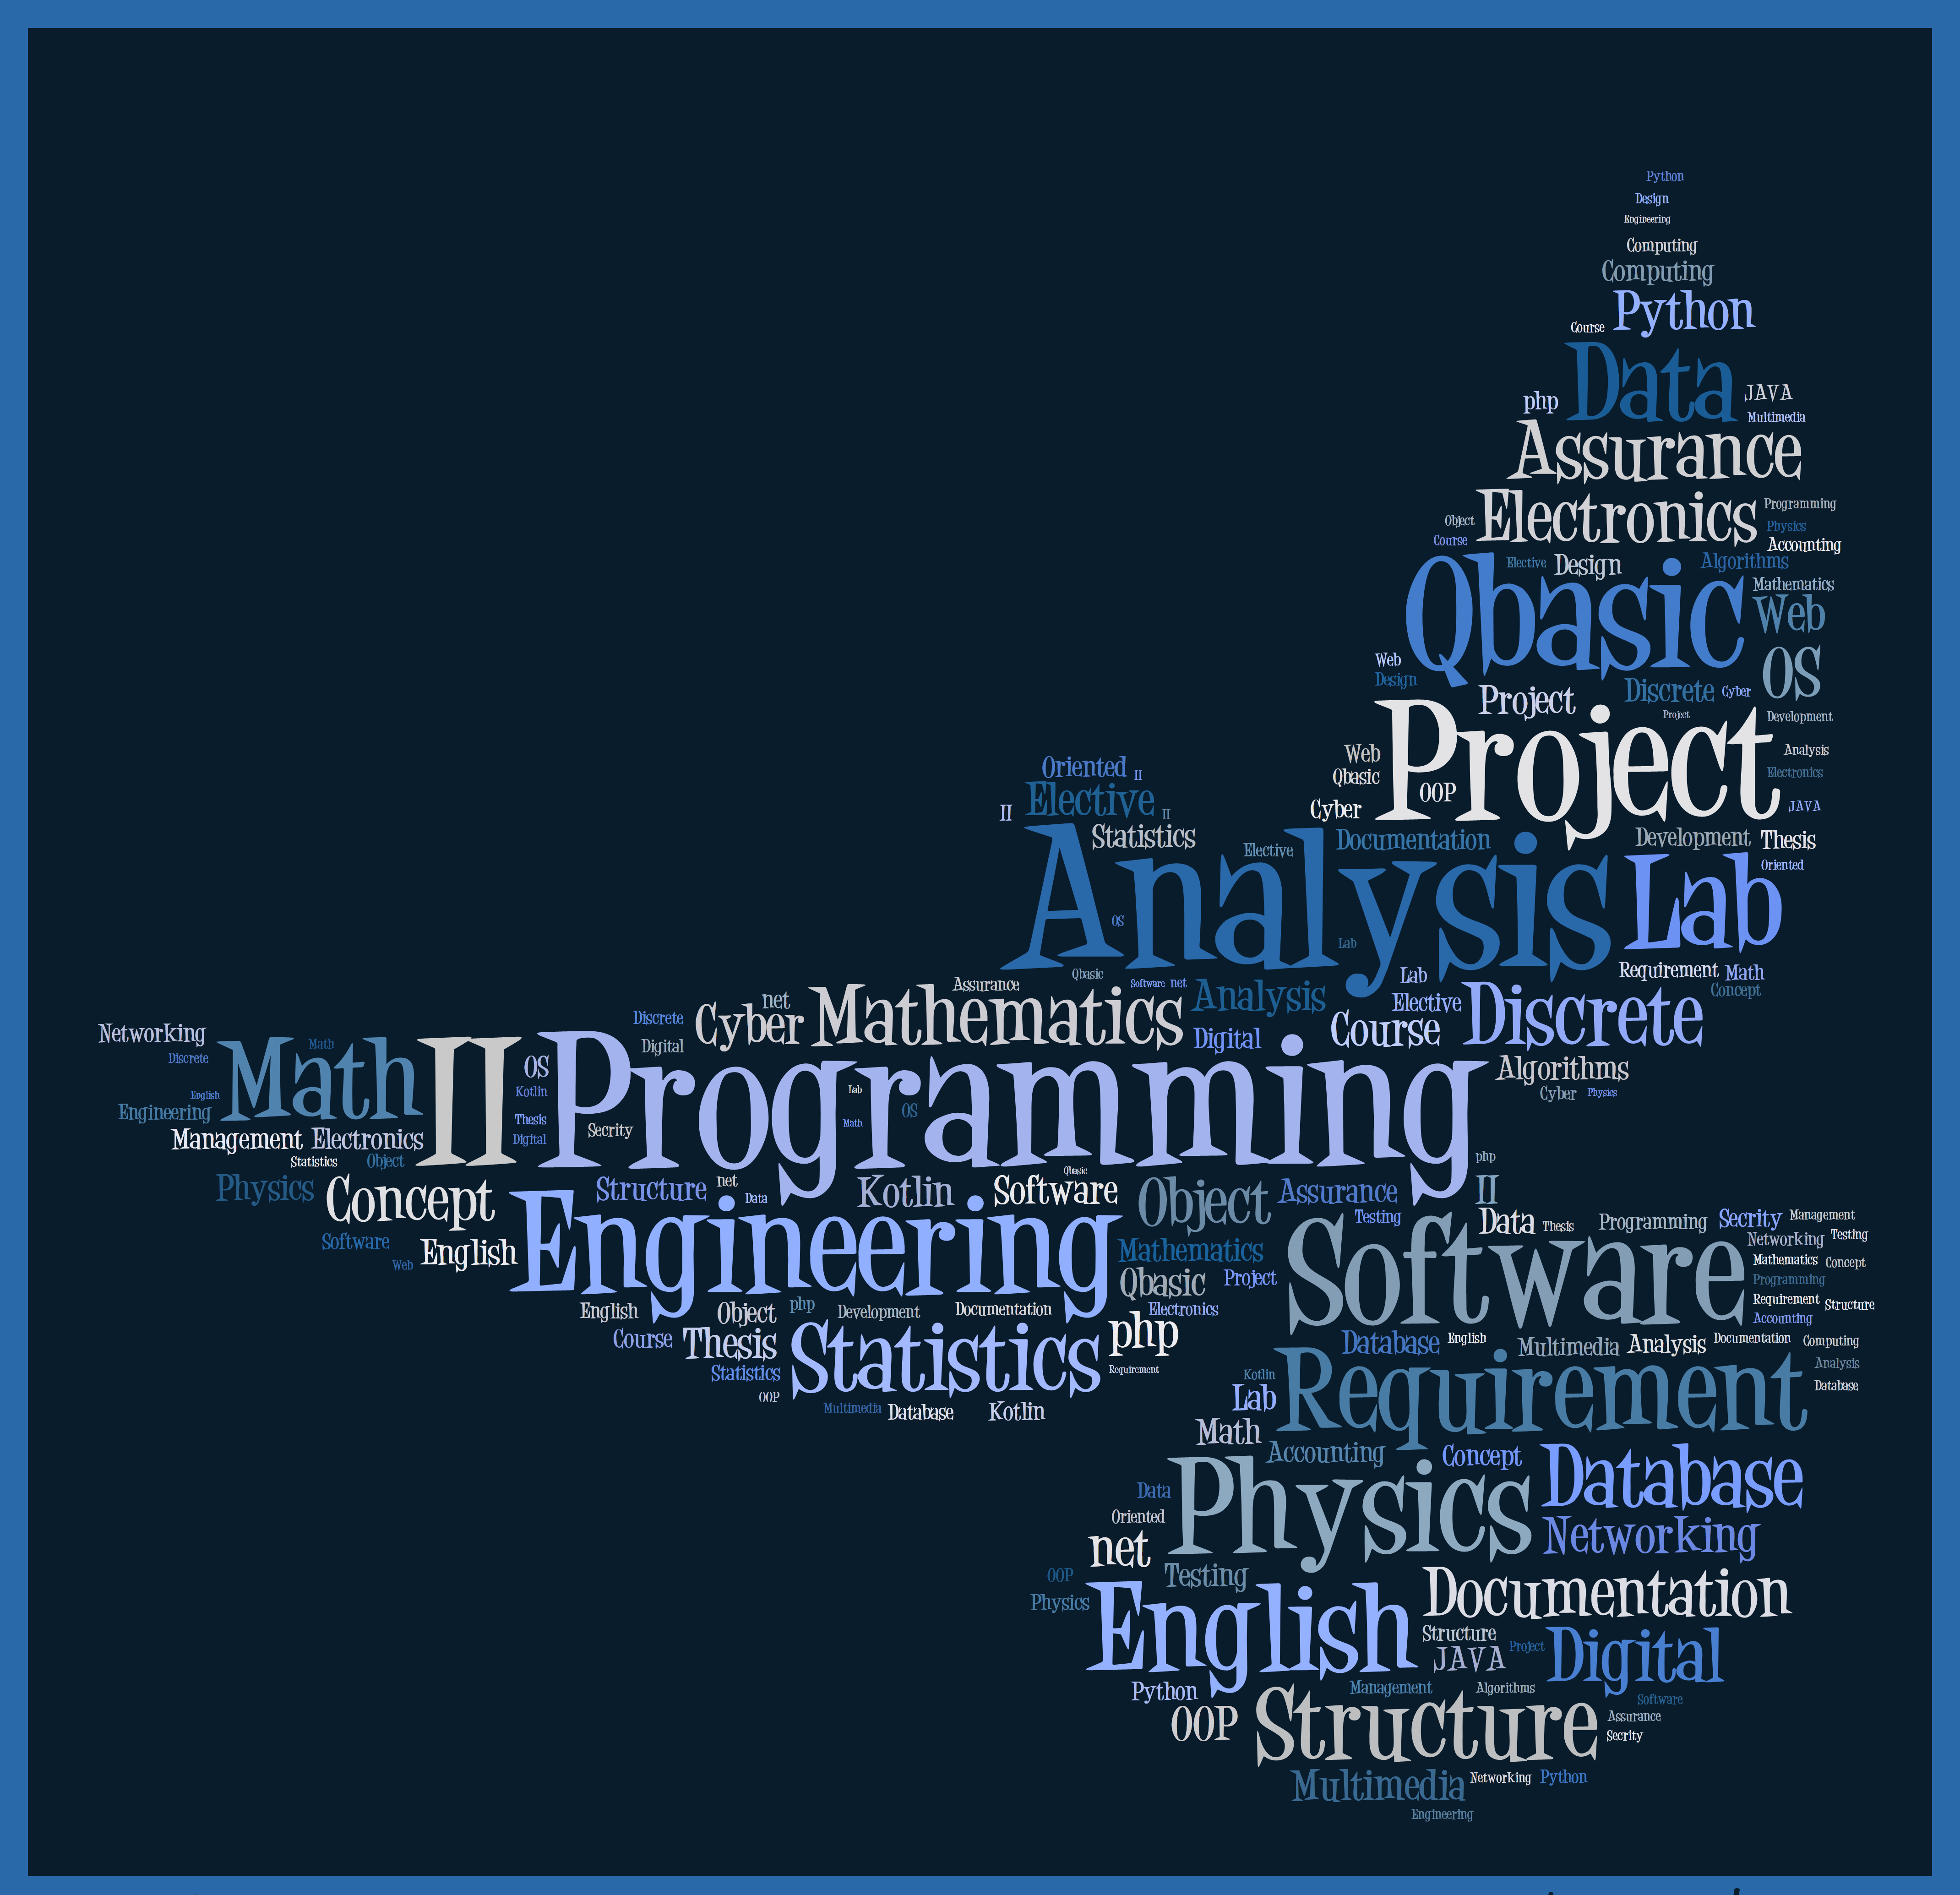 Python
Design
Engineering
Computing
Computing
Course Python
php Data JAVA
Multimedia
Assurance
Object Electronics Programming
Course Physics
Accounting
Qbasic Elective Design Algorithms
Mathematics
Web
Web OS
Design
Project Discrete Cyber
Project Project Development
Web Analysis
Qbasic Electronics
Cyber OOP JAVA
Oriented II
II Elective II
Statistics Elective Documentation Development Thesis
Oriented
Analysis Lab
OS Lab
Requirement Math
Assurance Qbasic Software net Analysis Lab Concept
net Elective
Discrete Cyber Mathematics Course Discrete
Digital Digital
Networking
Discrete Math Math II OS Programming Algorithms
English Kotlin Lab OS Cyber Physics
Engineering Thesis Math
Management Electronics Digital Secrity
Statistics Object php
Physics Concept Structure net Data Kotlin Qbasic Software Object Assurance II
Software Engineering Testing Data Thesis Programming Secrity Management
Web English Mathematics Software Networking Testing
Mathematics Concept
Qbasic Project Programming
English Object php Development Documentation Electronics Requirement Structure
Accounting
Course Thesis Statistics php Database English Multimedia Analysis Documentation Computing
Statistics Requirement Kotlin Requirement Analysis
OOP Lab Database
Multimedia Database Kotlin
Math Accounting Concept Database
Data Physics
Oriented Networking
net
OOP Testing Documentation
Physics English Structure
JAVA Project Digital
Python Management Algorithms Software
OOP Structure Assurance
Secrity
Multimedia Networking Python
Engineering